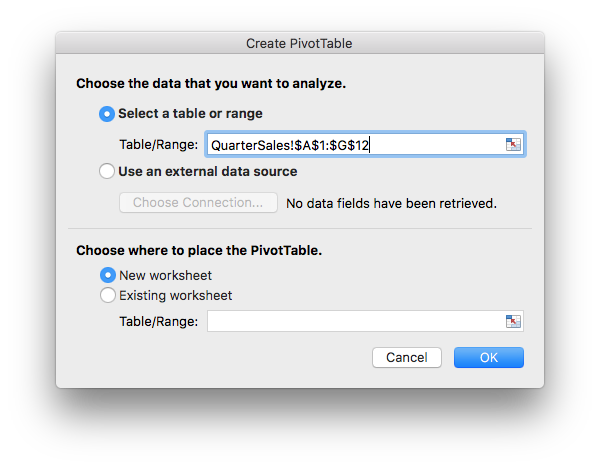 Create PivotTable
Choose the data that you want to analyze.
Select a table or range
Table/Range: QuarterSales!$A$1:$G$12
Use an external data source
Choose Connection... No data fields have been retrieved.
Choose where to place the PivotTable.
New worksheet
Existing worksheet
Table/Range:
Cancel OK